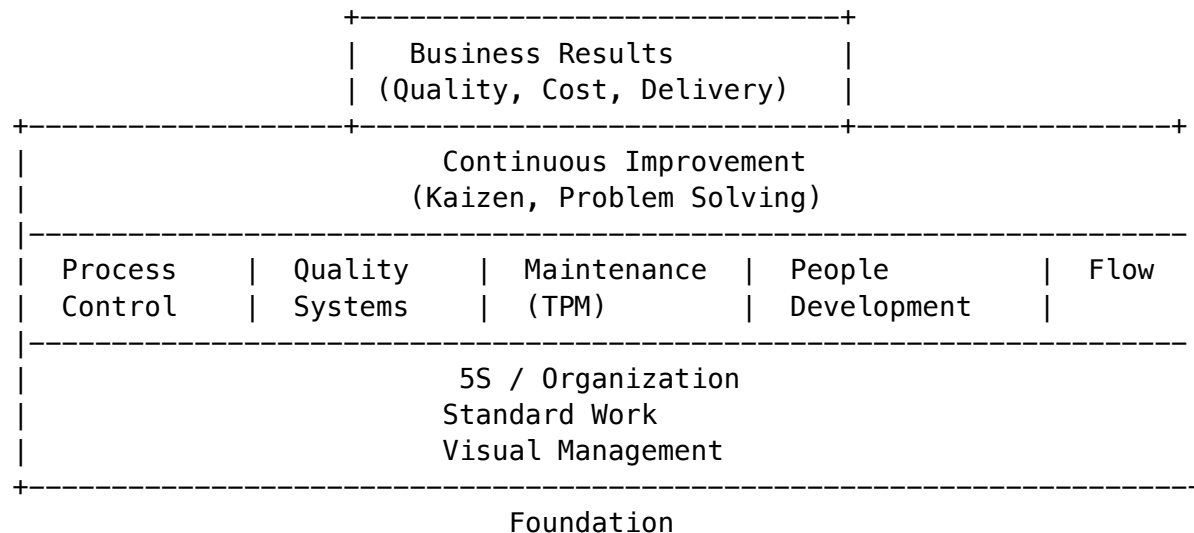 Business Results
(Quality, Cost, Delivery)
Continuous Improvement
(Kaizen, Problem Solving)
Process | Quality | Maintenance | People | Flow
Control | Systems | (TPM) | Development |
5S / Organization
Standard Work
Visual Management
Foundation